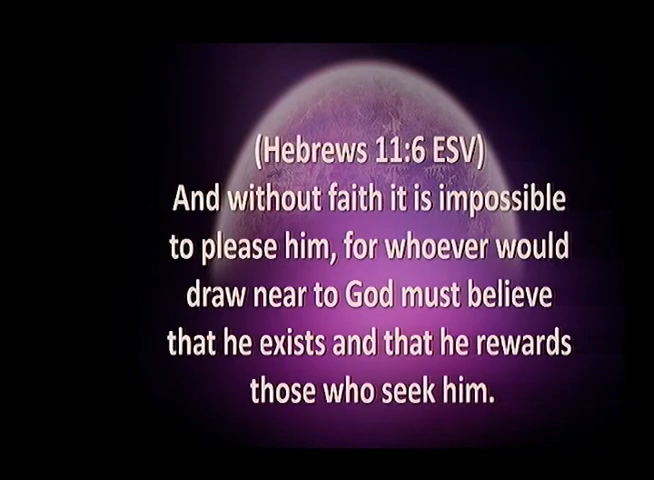 (Hebrews 11:6 ESV)
And without faith it is impossible
to please him, for whoever would
draw near to God must believe
that he exists and that he rewards
those who seek him.